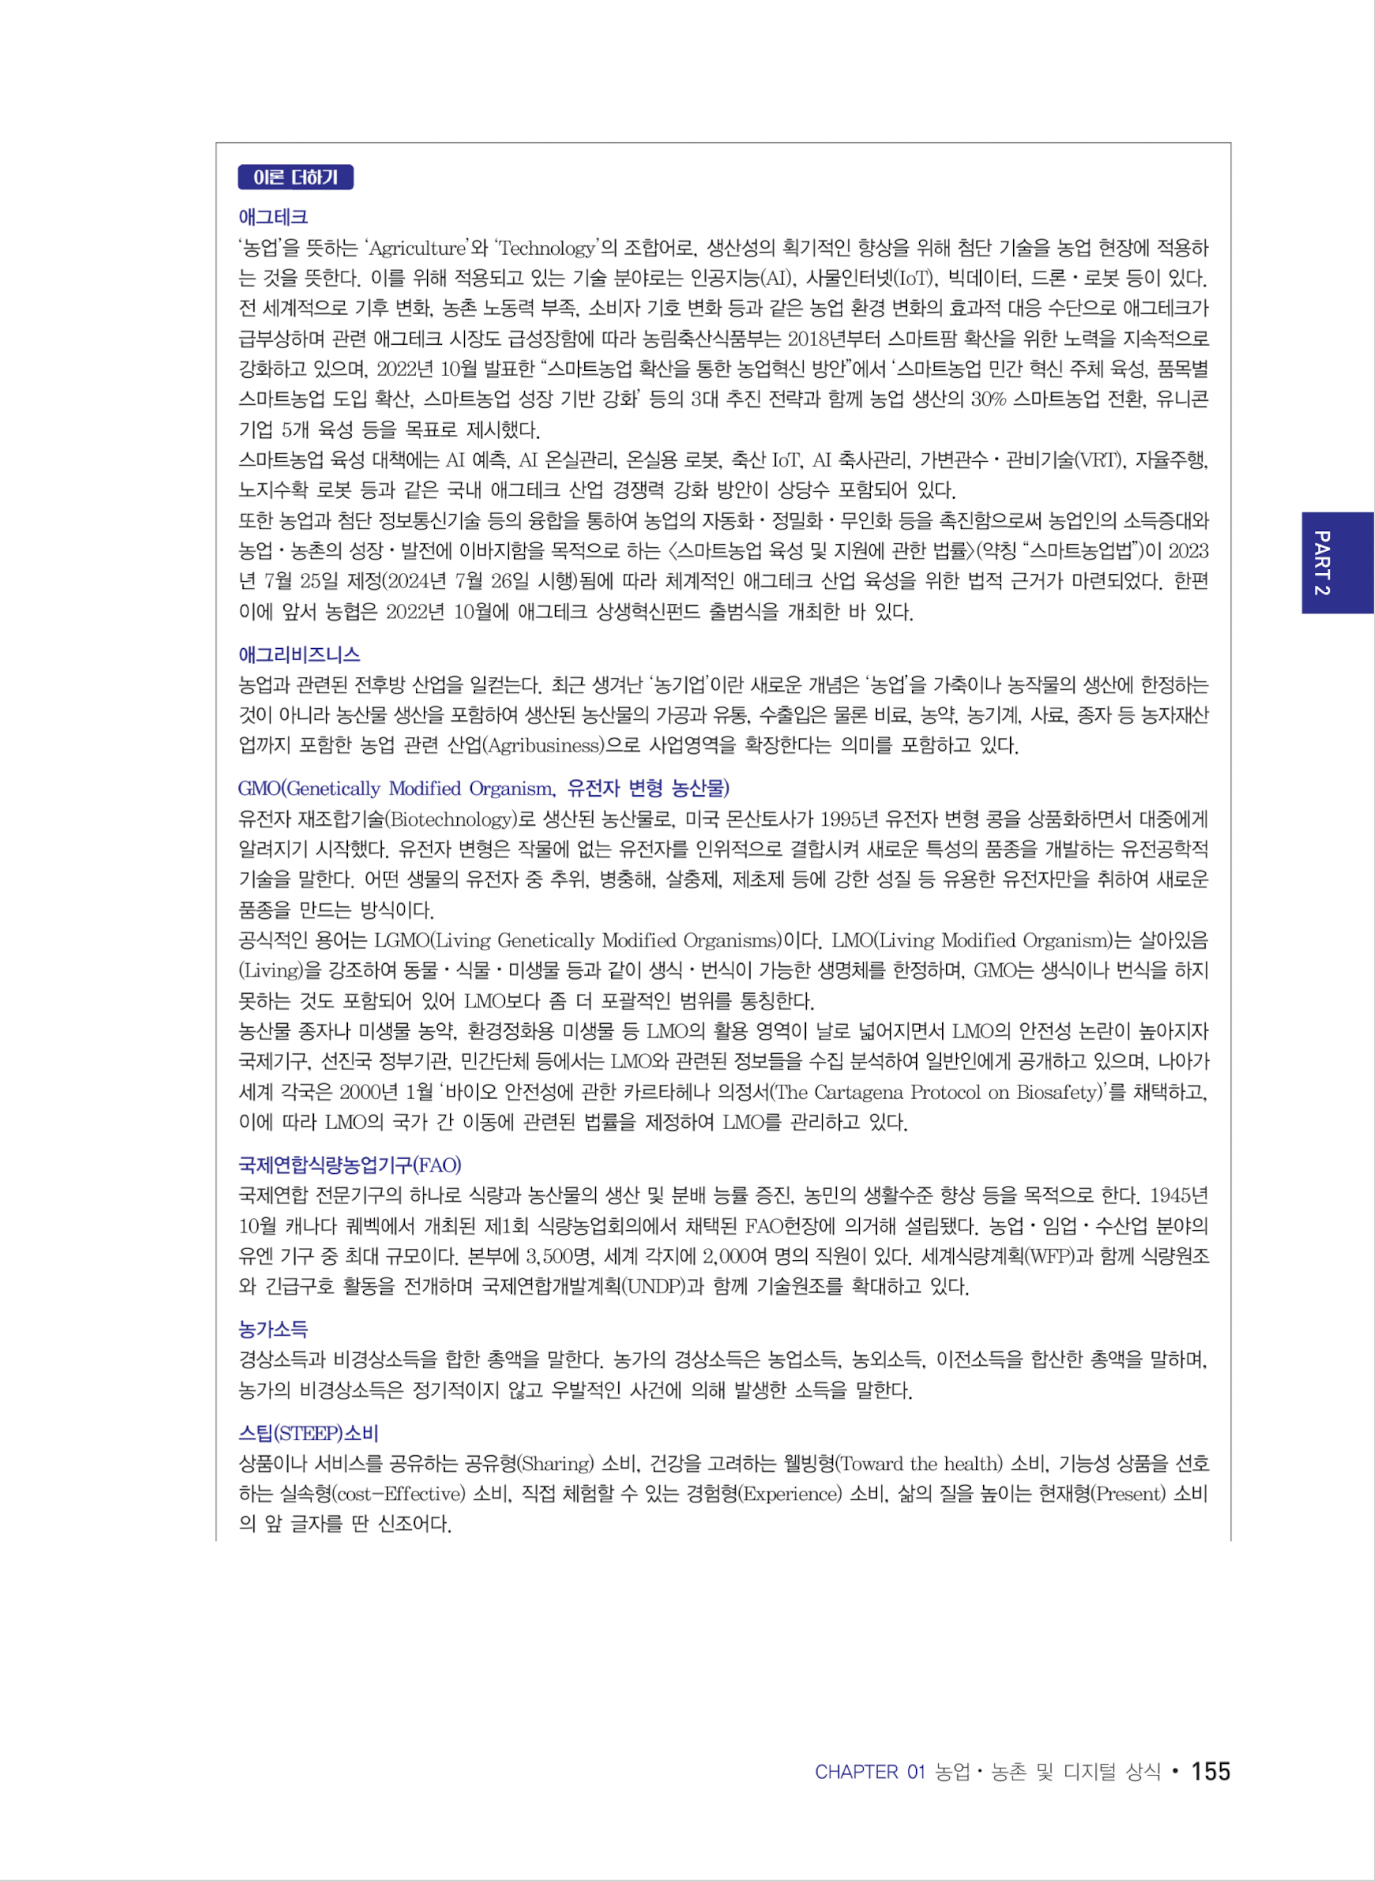 이론 더하기
애그테크
‘농업’을 뜻하는 ‘Agriculture’와 ‘Technology’의 조합어로, 생산성의 획기적인 향상을 위해 첨단 기술을 농업 현장에 적용하
는 것을 뜻한다. 이를 위해 적용되고 있는 기술 분야로는 인공지능(AI), 사물인터넷(IoT), 빅데이터, 드론・로봇 등이 있다.
전 세계적으로 기후 변화, 농촌 노동력 부족, 소비자 기호 변화 등과 같은 농업 환경 변화의 효과적 대응 수단으로 애그테크가
급부상하며 관련 애그테크 시장도 급성장함에 따라 농림축산식품부는 2018년부터 스마트팜 확산을 위한 노력을 지속적으로
강화하고 있으며, 2022년 10월 발표한 “스마트농업 확산을 통한 농업혁신 방안”에서 ‘스마트농업 민간 혁신 주체 육성, 품목별
스마트농업 도입 확산, 스마트농업 성장 기반 강화’ 등의 3대 추진 전략과 함께 농업 생산의 30% 스마트농업 전환, 유니콘
기업 5개 육성 등을 목표로 제시했다.
스마트농업 육성 대책에는 AI 예측, AI 온실관리, 온실용 로봇, 축산 IoT, AI 축사관리, 가변관수・관비기술(VRT), 자율주행,
노지수확 로봇 등과 같은 국내 애그테크 산업 경쟁력 강화 방안이 상당수 포함되어 있다.
또한 농업과 첨단 정보통신기술 등의 융합을 통하여 농업의 자동화・정밀화・무인화 등을 촉진함으로써 농업인의 소득증대와
농업・농촌의 성장・발전에 이바지함을 목적으로 하는 〈스마트농업 육성 및 지원에 관한 법률〉(약칭 “스마트농업법”)이 2023
년 7월 25일 제정(2024년 7월 26일 시행)됨에 따라 체계적인 애그테크 산업 육성을 위한 법적 근거가 마련되었다. 한편
이에 앞서 농협은 2022년 10월에 애그테크 상생혁신펀드 출범식을 개최한 바 있다.
애그리비즈니스
농업과 관련된 전후방 산업을 일컫는다. 최근 생겨난 ‘농기업’이란 새로운 개념은 ‘농업’을 가축이나 농작물의 생산에 한정하는
것이 아니라 농산물 생산을 포함하여 생산된 농산물의 가공과 유통, 수출입은 물론 비료, 농약, 농기계, 사료, 종자 등 농자재산
업까지 포함한 농업 관련 산업(Agribusiness)으로 사업영역을 확장한다는 의미를 포함하고 있다.
GMO(Genetically Modified Organism, 유전자 변형 농산물)
유전자 재조합기술(Biotechnology)로 생산된 농산물로, 미국 몬산토사가 1995년 유전자 변형 콩을 상품화하면서 대중에게
알려지기 시작했다. 유전자 변형은 작물에 없는 유전자를 인위적으로 결합시켜 새로운 특성의 품종을 개발하는 유전공학적
기술을 말한다. 어떤 생물의 유전자 중 추위, 병충해, 살충제, 제초제 등에 강한 성질 등 유용한 유전자만을 취하여 새로운
품종을 만드는 방식이다.
공식적인 용어는 LGMO(Living Genetically Modified Organisms)이다. LMO(Living Modified Organism)는 살아있음
(Living)을 강조하여 동물・식물・미생물 등과 같이 생식・번식이 가능한 생명체를 한정하며, GMO는 생식이나 번식을 하지
못하는 것도 포함되어 있어 LMO보다 좀 더 포괄적인 범위를 통칭한다.
농산물 종자나 미생물 농약, 환경정화용 미생물 등 LMO의 활용 영역이 날로 넓어지면서 LMO의 안전성 논란이 높아지자
국제기구, 선진국 정부기관, 민간단체 등에서는 LMO와 관련된 정보들을 수집 분석하여 일반인에게 공개하고 있으며, 나아가
세계 각국은 2000년 1월 ‘바이오 안전성에 관한 카르타헤나 의정서(The Cartagena Protocol on Biosafety)’를 채택하고,
이에 따라 LMO의 국가 간 이동에 관련된 법률을 제정하여 LMO를 관리하고 있다.
국제연합식량농업기구(FAO)
국제연합 전문기구의 하나로 식량과 농산물의 생산 및 분배 능률 증진, 농민의 생활수준 향상 등을 목적으로 한다. 1945년
10월 캐나다 퀘벡에서 개최된 제1회 식량농업회의에서 채택된 FAO헌장에 의거해 설립됐다. 농업・임업・수산업 분야의
유엔 기구 중 최대 규모이다. 본부에 3,500명, 세계 각지에 2,000여 명의 직원이 있다. 세계식량계획(WFP)과 함께 식량원조
와 긴급구호 활동을 전개하며 국제연합개발계획(UNDP)과 함께 기술원조를 확대하고 있다.
농가소득
경상소득과 비경상소득을 합한 총액을 말한다. 농가의 경상소득은 농업소득, 농외소득, 이전소득을 합산한 총액을 말하며,
농가의 비경상소득은 정기적이지 않고 우발적인 사건에 의해 발생한 소득을 말한다.
스팁(STEEP)소비
상품이나 서비스를 공유하는 공유형(Sharing) 소비, 건강을 고려하는 웰빙형(Toward the health) 소비, 기능성 상품을 선호
하는 실속형(cost-Effective) 소비, 직접 체험할 수 있는 경험형(Experience) 소비, 삶의 질을 높이는 현재형(Present) 소비
의 앞 글자를 딴 신조어다.
PART 2
CHAPTER 01 농업・농촌 및 디지털 상식 • 155